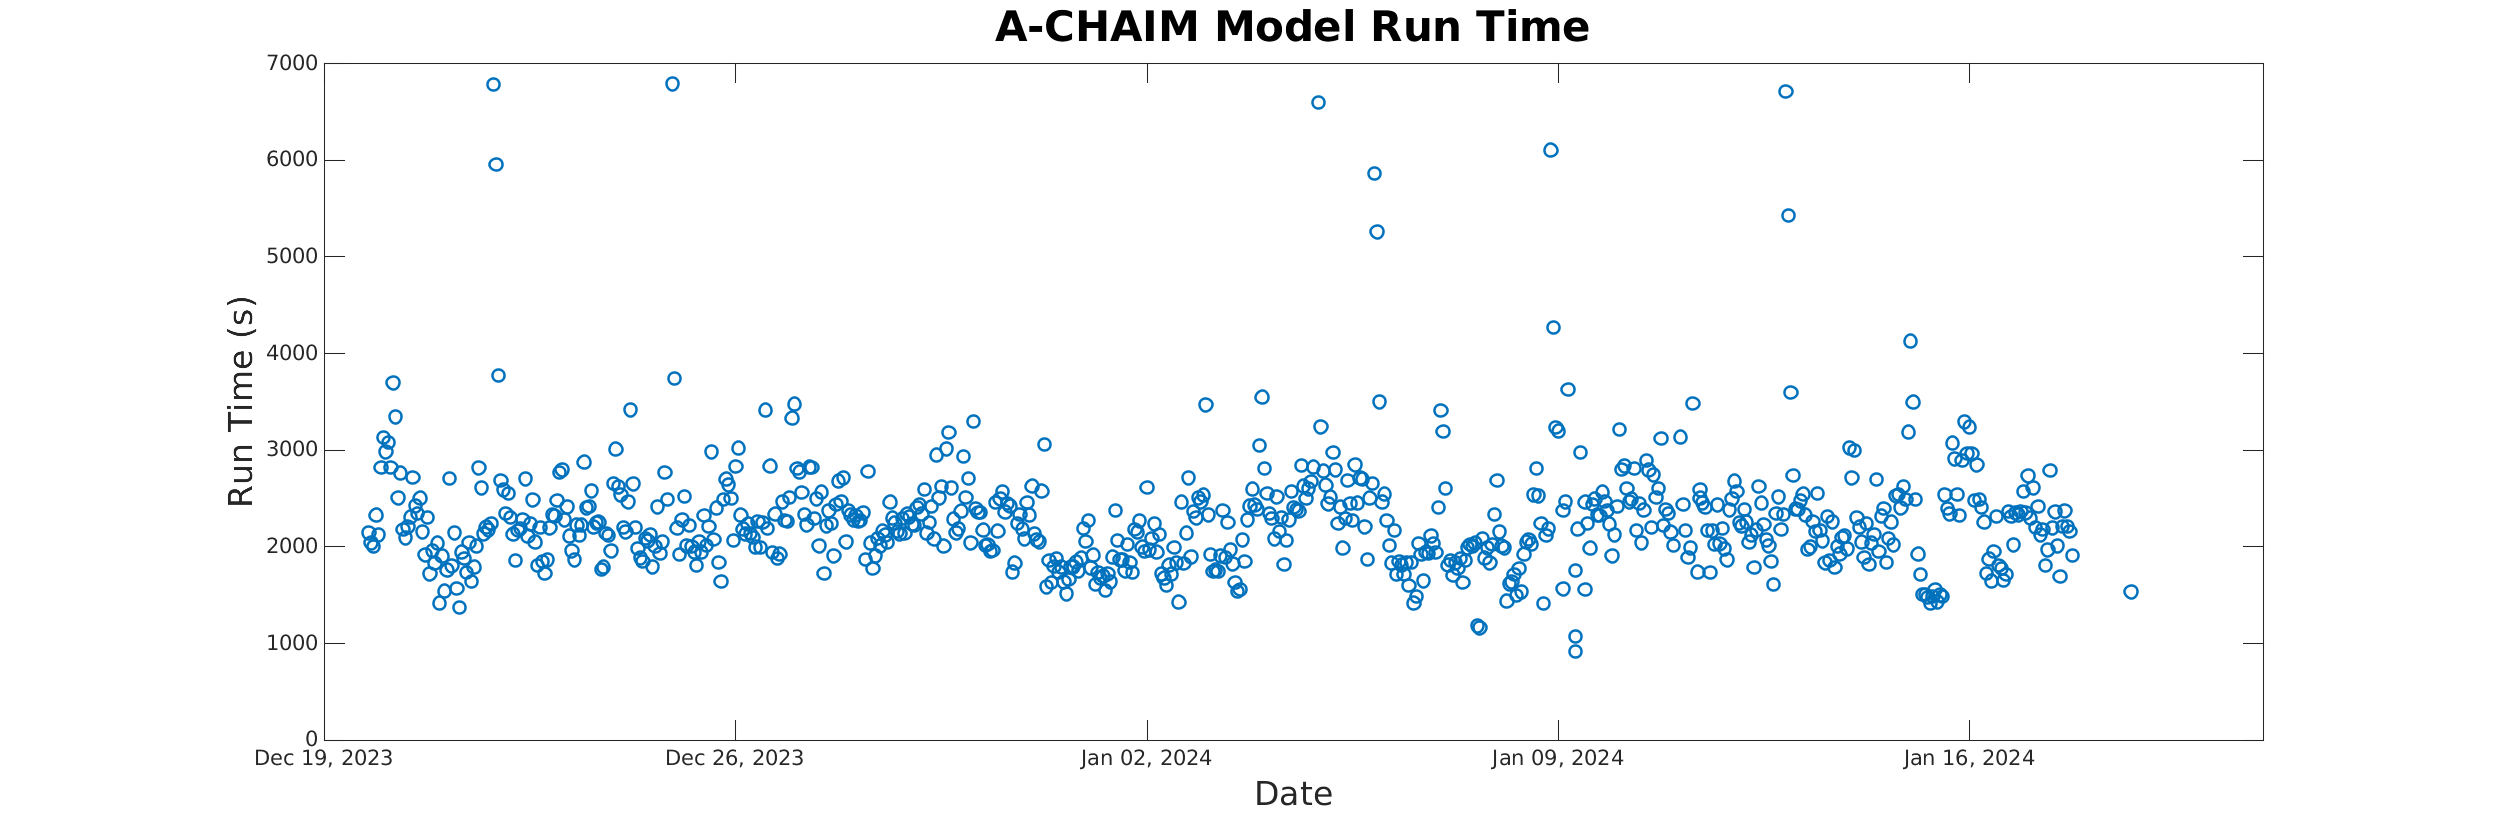 A-CHAIM Model Run Time
7000
6000
5000
4000
3000
2000
1000
0
Run Time (s)
Dec 19, 2023
Dec 26, 2023
Jan 02, 2024
Jan 09, 2024
Jan 16, 2024
Date